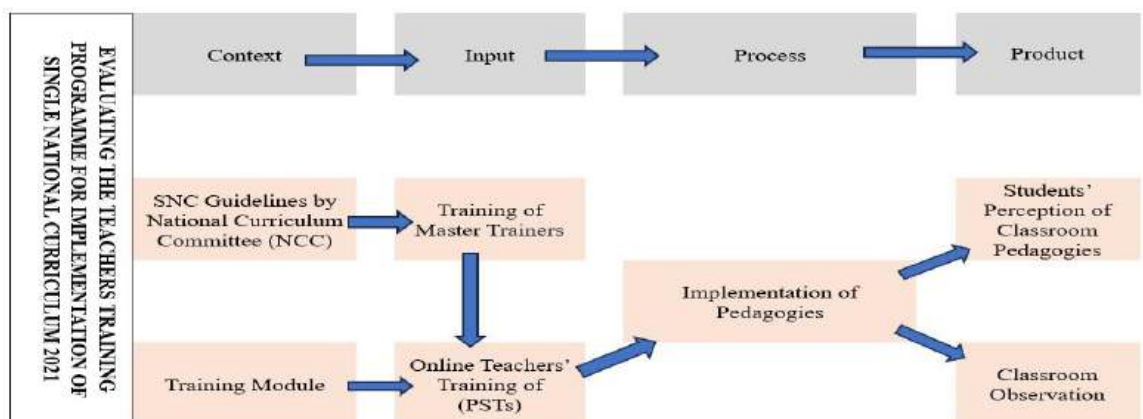 EVALUATING THE TEACHERS TRAINING
PROGRAMME FOR IMPLEMENTATION OF
SINGLE NATIONAL CURRICULUM 2021
Context
Input
Process
Product
SNC Guidelines by
National Curriculum
Committee (NCC)
Training of
Master Trainers
Students’
Perception of
Classroom
Pedagogies
Implementation of
Pedagogies
Training Module
Online Teachers’
Training of
(PSTs)
Classroom
Observation